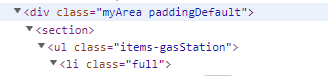 ▼<div class="myArea paddingDefault">
▼<section>
▼<ul class="items-gasStation">
▼<li class="full">